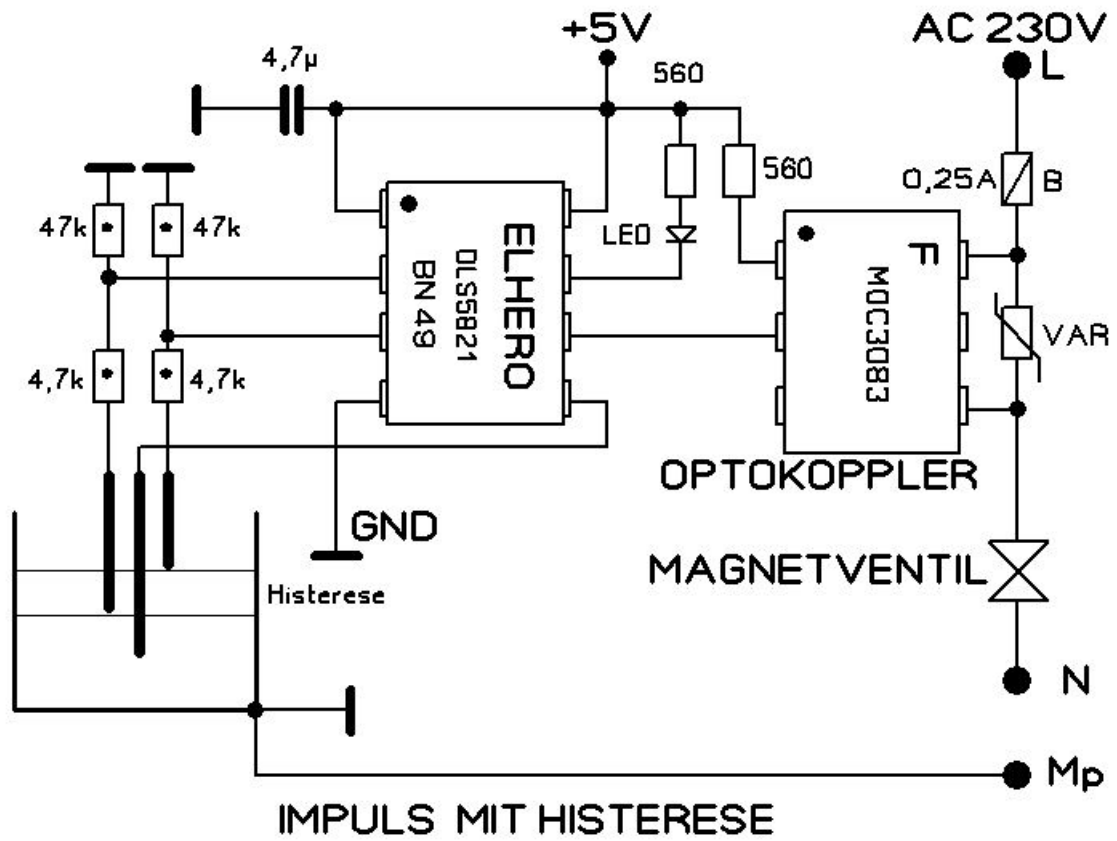 +5V
AC 230V
4,7µ
560
L
560
0,25A
B
47k
47k
LED
ELHERO
DLS5821
BN 49
F
MOC3083
VAR
4,7k
4,7k
OPTOKOPPLER
GND
MAGNETVENTIL
Histerese
N
Mp
IMPULS MIT HISTERESE